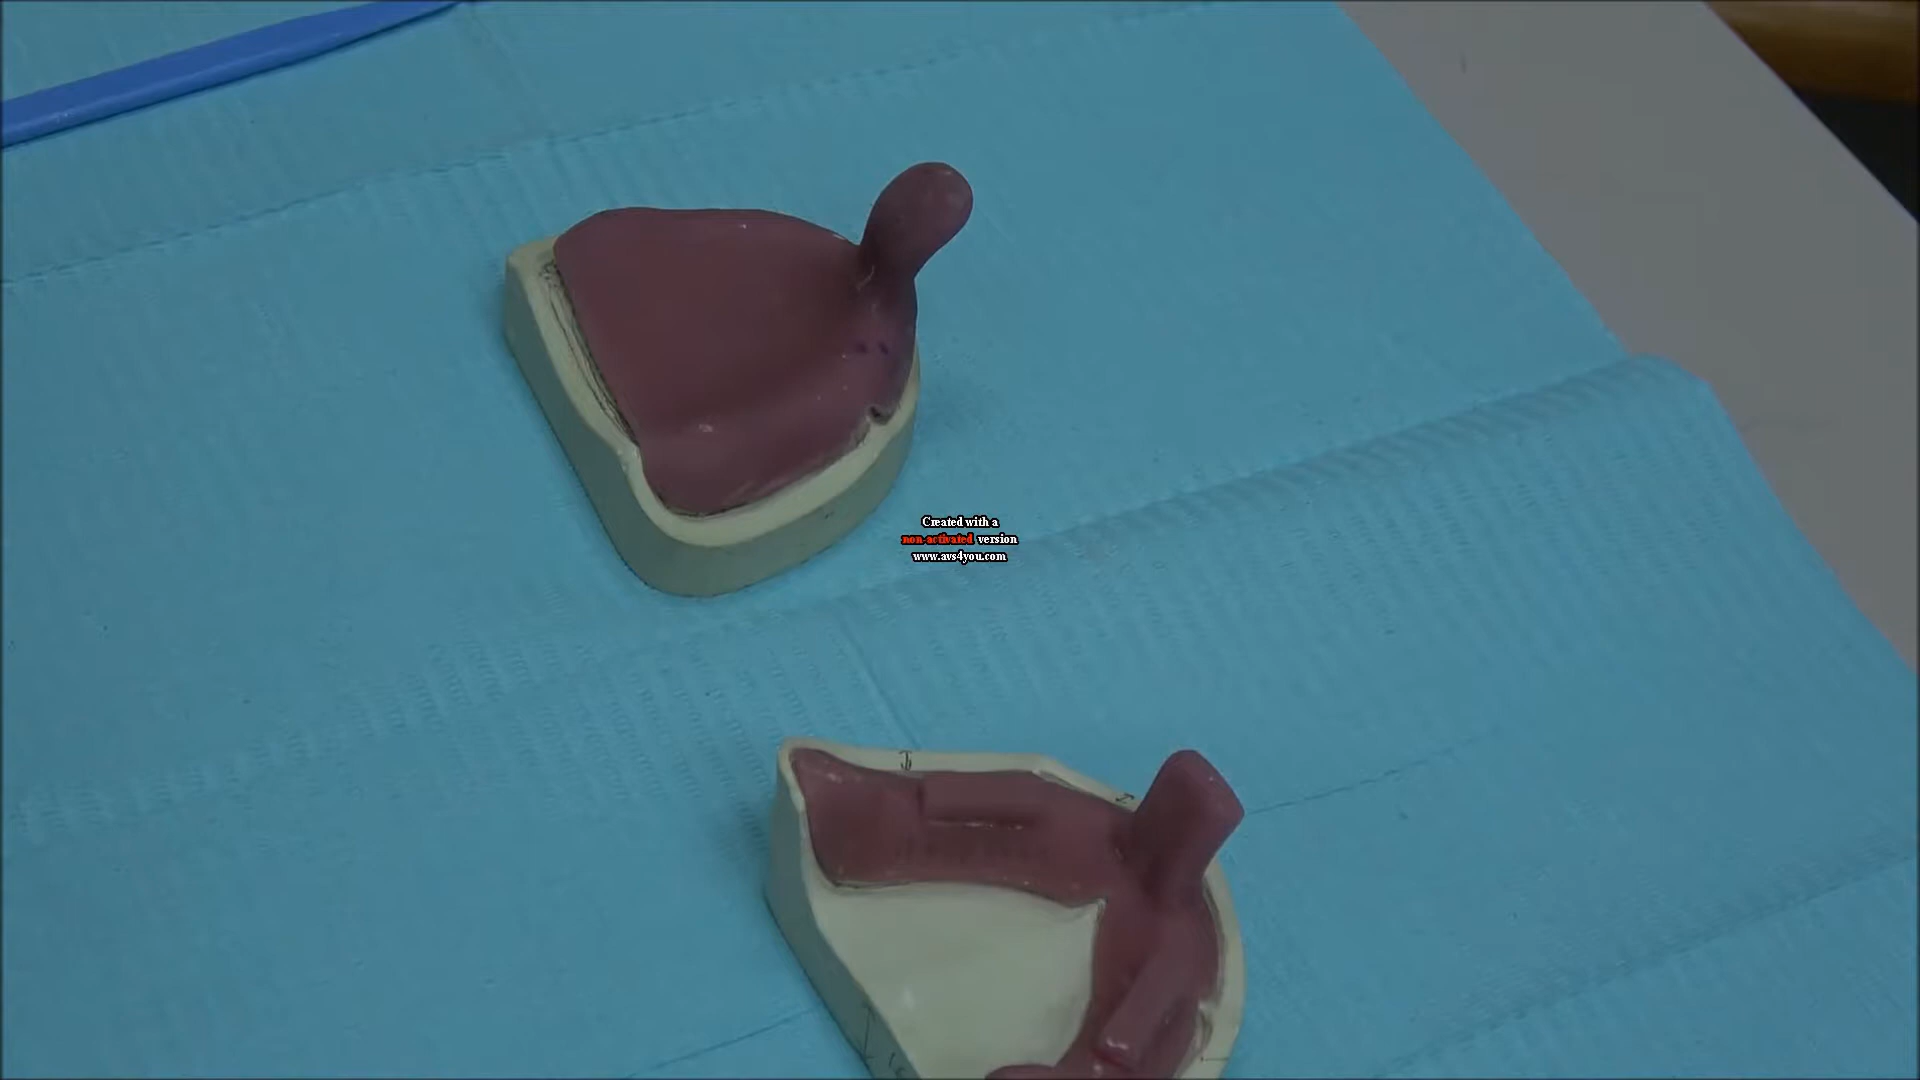 Created with a
non-activated version
www.avs4you.com